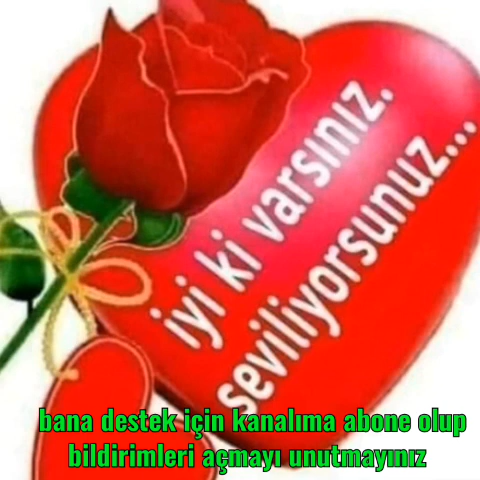 iyi ki varsınız.
seviliyorsunuz...
bana destek için kanalıma abone olup
bildirimleri açmayı unutmayınız